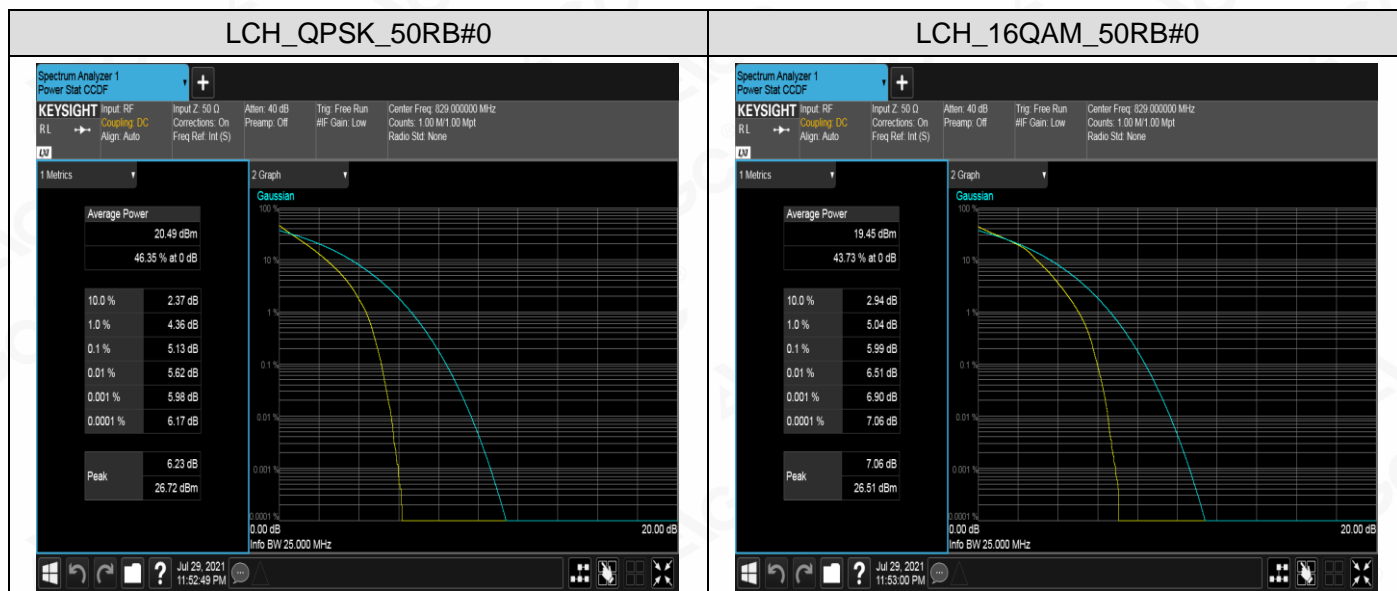 LCH_QPSK_50RB#0
Spectrum Analyzer 1
Power Stat CCDF
+
KEYSIGHT Input: RF Input Z: 50 Ω Atten: 40 dB Trig: Free Run Center Freq: 829.000000 MHz
RL Coupling: DC Corrections: On Preamp: Off #IF Gain: Low Counts: 1.00 M/1.00 Mpt
Align: Auto Freq Ref: Int (S) Radio Std: None
LXI
1 Metrics
Average Power
20.49 dBm
46.35 % at 0 dB
10.0 % 2.37 dB
1.0 % 4.36 dB
0.1 % 5.13 dB
0.01 % 5.62 dB
0.001 % 5.98 dB
0.0001 % 6.17 dB
Peak 6.23 dB
26.72 dBm
2 Graph
Gaussian
100 %
10 %
1 %
0.1 %
0.01 %
0.001 %
0.0001 %
0.00 dB 20.00 dB
Info BW 25.000 MHz
? Jul 29, 2021
11:52:49 PM
LCH_16QAM_50RB#0
Spectrum Analyzer 1
Power Stat CCDF
+
KEYSIGHT Input: RF Input Z: 50 Ω Atten: 40 dB Trig: Free Run Center Freq: 829.000000 MHz
RL Coupling: DC Corrections: On Preamp: Off #IF Gain: Low Counts: 1.00 M/1.00 Mpt
Align: Auto Freq Ref: Int (S) Radio Std: None
LXI
1 Metrics
Average Power
19.45 dBm
43.73 % at 0 dB
10.0 % 2.94 dB
1.0 % 5.04 dB
0.1 % 5.99 dB
0.01 % 6.51 dB
0.001 % 6.90 dB
0.0001 % 7.06 dB
Peak 7.06 dB
26.51 dBm
2 Graph
Gaussian
100 %
10 %
1 %
0.1 %
0.01 %
0.001 %
0.0001 %
0.00 dB 20.00 dB
Info BW 25.000 MHz
? Jul 29, 2021
11:53:00 PM